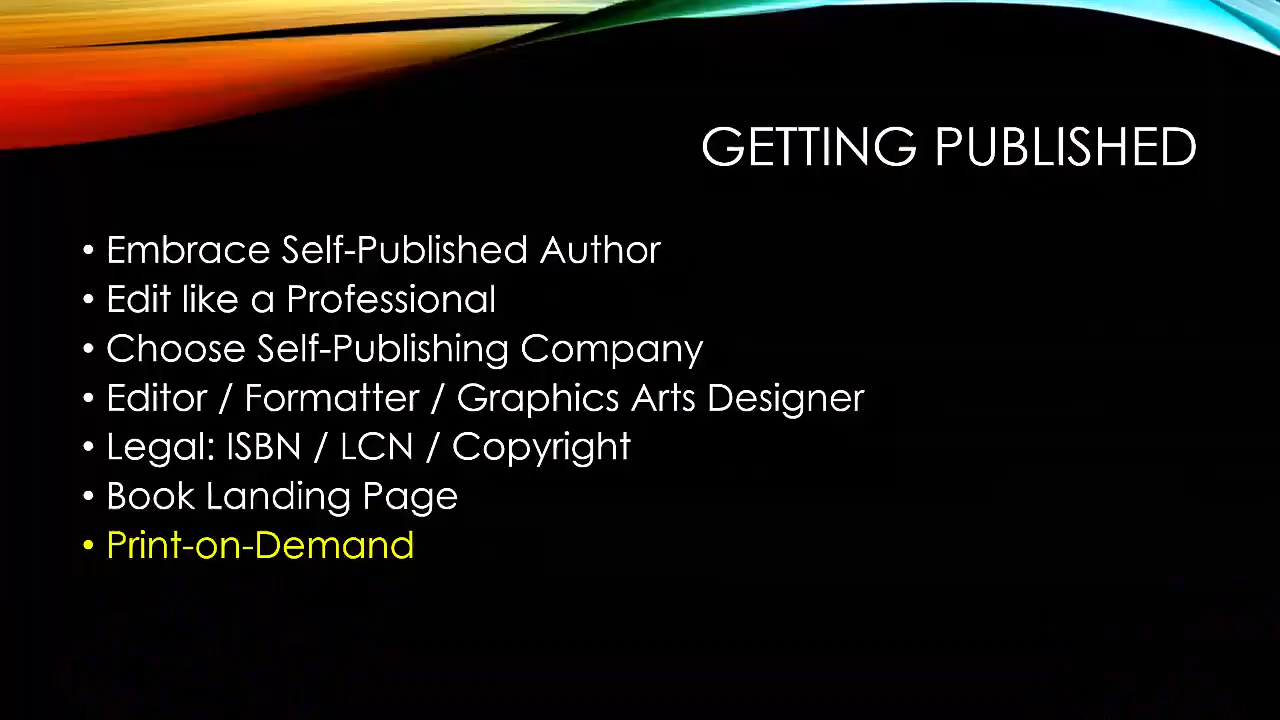 GETTING PUBLISHED
• Embrace Self-Published Author
• Edit like a Professional
• Choose Self-Publishing Company
• Editor / Formatter / Graphics Arts Designer
• Legal: ISBN / LCN / Copyright
• Book Landing Page
• Print-on-Demand